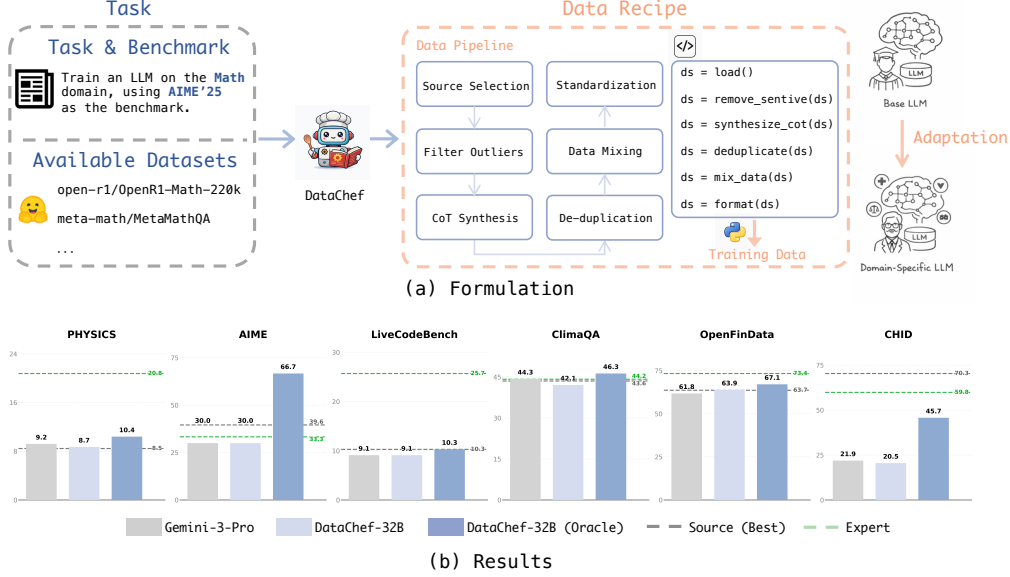 Task
Task & Benchmark
Train an LLM on the Math
domain, using AIME’25
as the benchmark.
Available Datasets
open-r1/OpenR1-Math-220k
meta-math/MetaMathQA
...
DataChef
Data Recipe
Data Pipeline
Source Selection
Filter Outliers
CoT Synthesis
Standardization
Data Mixing
De-duplication
</>
ds = load()
ds = remove_sentive(ds)
ds = synthesize_cot(ds)
ds = deduplicate(ds)
ds = mix_data(ds)
ds = format(ds)
Training Data
LLM
Base LLM
Adaptation
LLM
Domain-Specific LLM
(a) Formulation
PHYSICS
24
16
8
0
9.2
8.7
10.4
20.8
8.5
AIME
75
50
25
0
30.0
30.0
66.7
39.6
33.3
LiveCodeBench
30
20
10
0
9.1
9.1
10.3
25.7
10.3
ClimaQA
45
30
15
0
44.3
42.1
46.3
44.2
43.6
OpenFinData
75
50
25
0
61.8
63.9
67.1
73.4
63.7
CHID
75
50
25
0
21.9
20.5
45.7
70.3
59.8
Gemini-3-Pro
DataChef-32B
DataChef-32B (Oracle)
Source (Best)
Expert
(b) Results